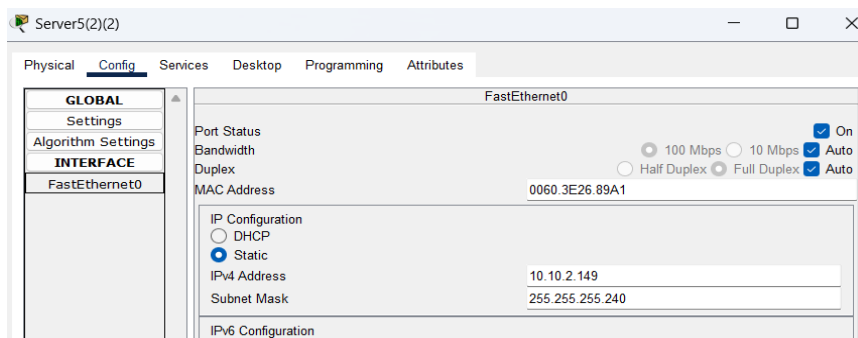 Server5(2)(2)
Physical Config Services Desktop Programming Attributes
GLOBAL
Settings
Algorithm Settings
INTERFACE
FastEthernet0
FastEthernet0
Port Status On
Bandwidth 100 Mbps 10 Mbps Auto
Duplex Half Duplex Full Duplex Auto
MAC Address 0060.3E26.89A1
IP Configuration
DHCP
Static
IPv4 Address 10.10.2.149
Subnet Mask 255.255.255.240
IPv6 Configuration